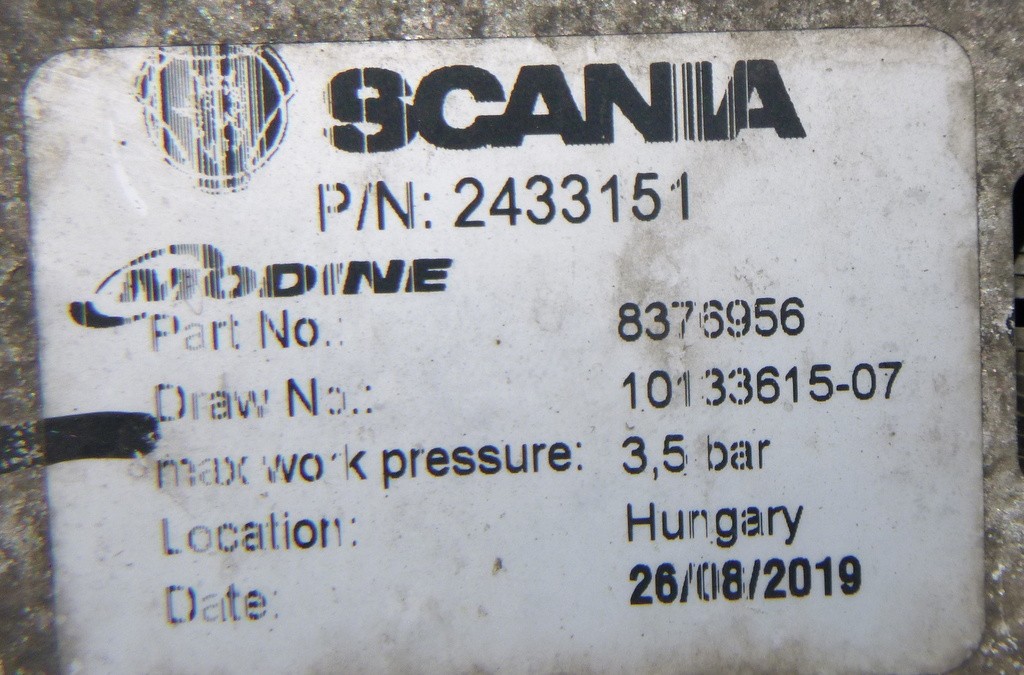 SCANIA
P/N: 2433151
MODINE
Part No.: 8376956
Draw No.: 10133615-07
max work pressure: 3,5 bar
Location: Hungary
Date: 26/08/2019